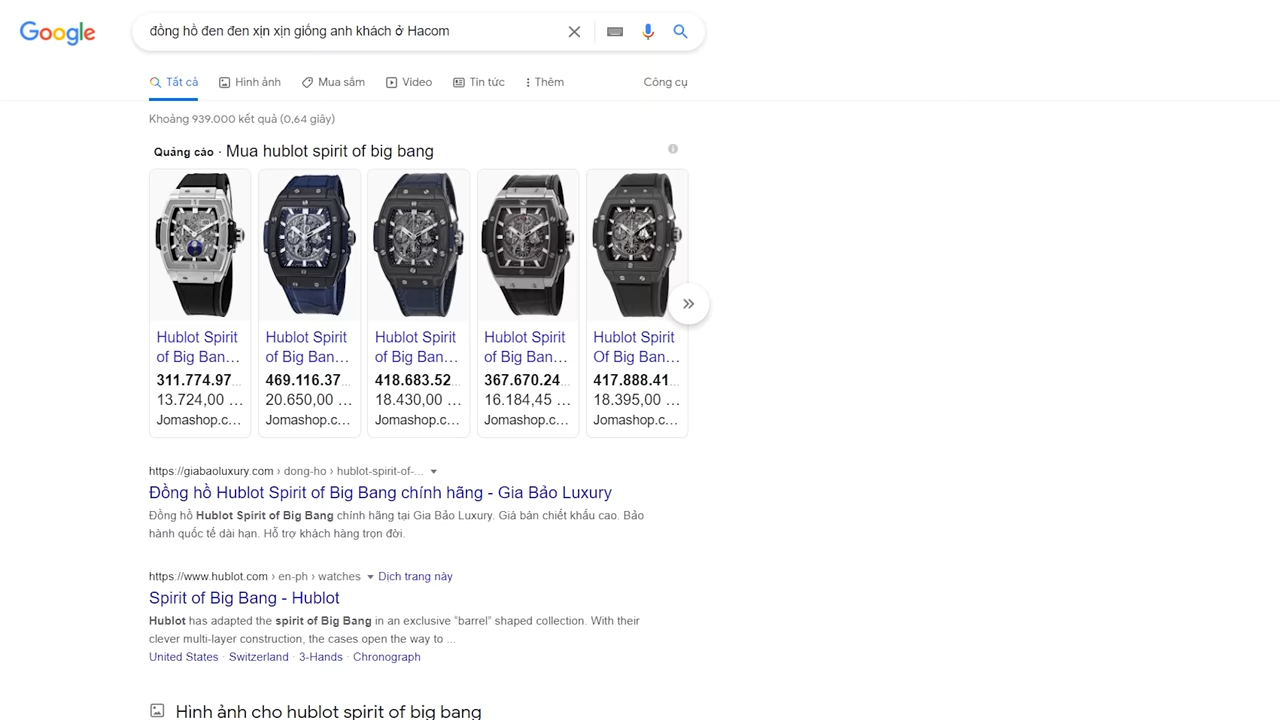 Google
đồng hồ đen đen xịn xịn giống anh khách ở Hacom
Tất cả Hình ảnh Mua sắm Video Tin tức Thêm Công cụ
Khoảng 939.000 kết quả (0,64 giây)
Quảng cáo · Mua hublot spirit of big bang
Hublot Spirit of Big Ban…
311.774.97…
13.724,00 …
Jomashop.c…
Hublot Spirit of Big Ban…
469.116.37…
20.650,00 …
Jomashop.c…
Hublot Spirit of Big Ban…
418.683.52…
18.430,00 …
Jomashop.c…
Hublot Spirit of Big Ban…
367.670.24…
16.184,45 …
Jomashop.c…
Hublot Spirit Of Big Bang…
417.888.41…
18.395,00 …
Jomashop.c…
https://giabaoluxury.com › dong-ho › hublot-spirit-of-...
Đồng hồ Hublot Spirit of Big Bang chính hãng - Gia Bảo Luxury
Đồng hồ Hublot Spirit of Big Bang chính hãng tại Gia Bảo Luxury. Giá bán chiết khấu cao. Bảo
hành quốc tế dài hạn. Hỗ trợ khách hàng trọn đời.
https://www.hublot.com › en-ph › watches Dịch trang này
Spirit of Big Bang - Hublot
Hublot has adapted the spirit of Big Bang in an exclusive “barrel” shaped collection. With their
clever multi-layer construction, the cases open the way to ...
United States · Switzerland · 3-Hands · Chronograph
Hình ảnh cho hublot spirit of big bang